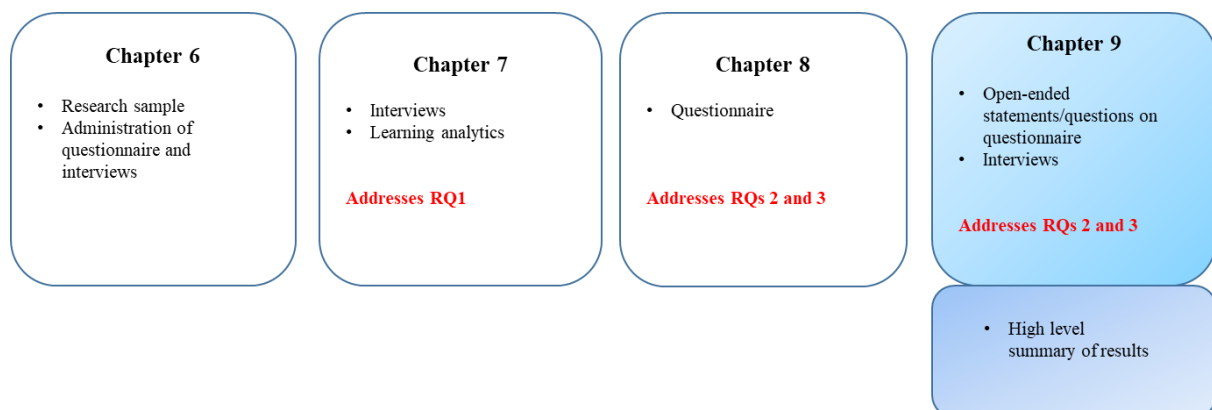 Chapter 6
• Research sample
• Administration of
questionnaire and
interviews
Chapter 7
• Interviews
• Learning analytics
Addresses RQ1
Chapter 8
• Questionnaire
Addresses RQs 2 and 3
Chapter 9
• Open-ended
statements/questions on
questionnaire
• Interviews
Addresses RQs 2 and 3
• High level
summary of results